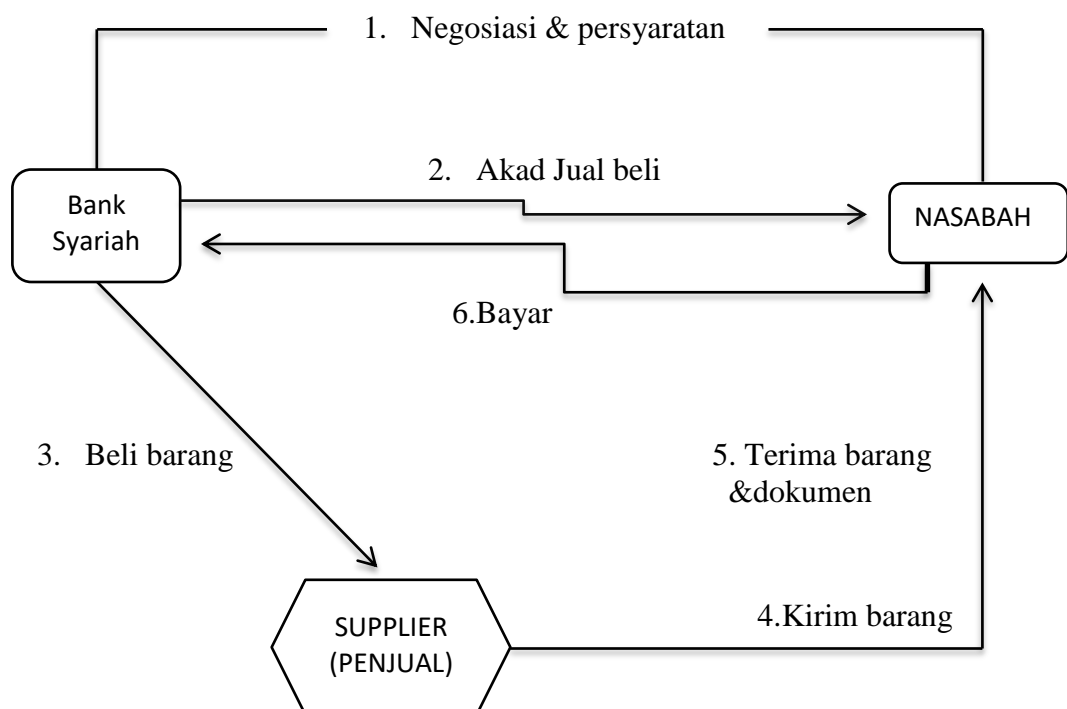 1. Negosiasi & persyaratan
2. Akad Jual beli
Bank
Syariah
NASABAH
6.Bayar
3. Beli barang
5. Terima barang
&dokumen
4.Kirim barang
SUPPLIER
(PENJUAL)